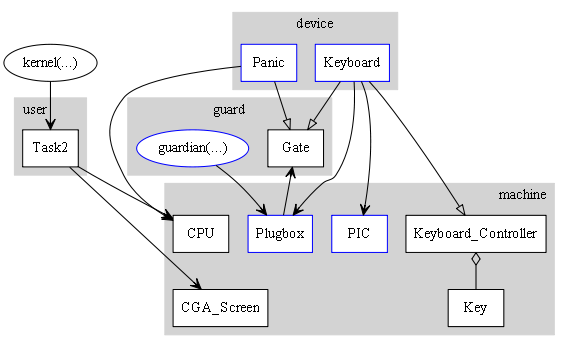 device
kernel(...)
Panic
Keyboard
user
guard
Task2
guardian(...)
Gate
machine
CPU
Plugbox
PIC
Keyboard_Controller
CGA_Screen
Key